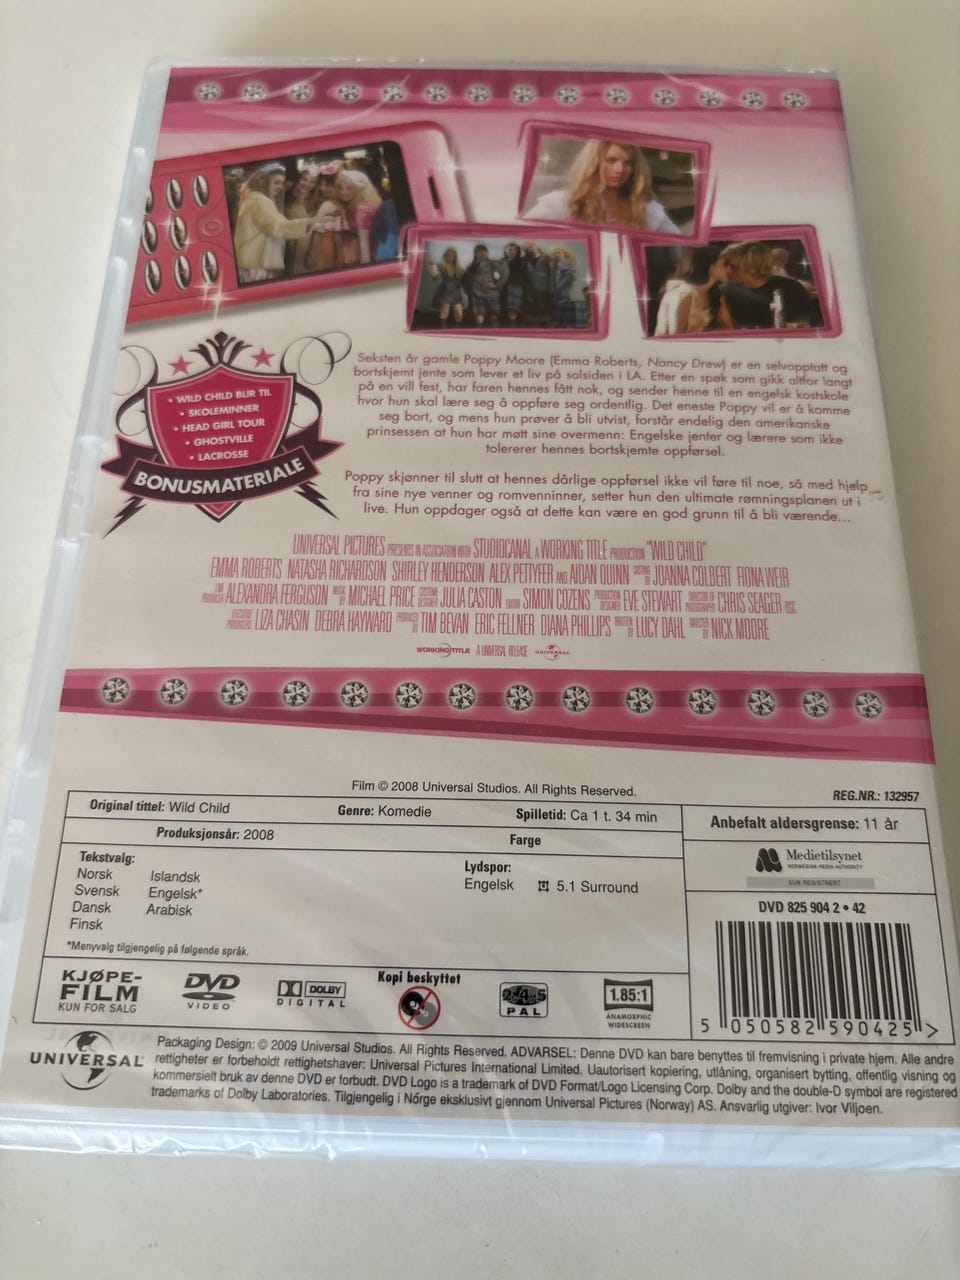 • WILD CHILD BLIR TIL
• SKOLEMINNER
• HEAD GIRL TOUR
• GHOSTVILLE
• LACROSSE
BONUSMATERIALE
Seksten år gamle Poppy Moore (Emma Roberts, Nancy Drew) er en selvopptatt og
bortskjemt jente som lever et liv på solsiden i LA. Etter en spøk som gikk altfor langt
på en vill fest, har faren hennes fått nok, og sender henne til en engelsk kostskole
hvor hun skal lære seg å oppføre seg ordentlig. Det eneste Poppy vil er å komme
seg bort, og mens hun prøver å bli utvist, forstår endelig den amerikanske
prinsessen at hun har møtt sine overmenn: Engelske jenter og lærere som ikke
tolererer hennes bortskjemte oppførsel.
Poppy skjønner til slutt at hennes dårlige oppførsel ikke vil føre til noe, så med hjelp
fra sine nye venner og romvenninner, setter hun den ultimate rømningsplanen ut i
live. Hun oppdager også at dette kan være en god grunn til å bli værende...
UNIVERSAL PICTURES PRESENTS IN ASSOCIATION WITH STUDIOCANAL A WORKING TITLE PRODUCTION "WILD CHILD"
EMMA ROBERTS NATASHA RICHARDSON SHIRLEY HENDERSON ALEX PETTYFER AND AIDAN QUINN CASTING BY JOANNA COLBERT FIONA WEIR
LINE PRODUCER ALEXANDRA FERGUSON MUSIC BY MICHAEL PRICE COSTUME DESIGNER JULIA CASTON EDITOR SIMON COZENS PRODUCTION DESIGNER EVE STEWART DIRECTOR OF PHOTOGRAPHY CHRIS SEAGER BSC
EXECUTIVE PRODUCERS LIZA CHASIN DEBRA HAYWARD PRODUCED BY TIM BEVAN ERIC FELLNER DIANA PHILLIPS WRITTEN BY LUCY DAHL DIRECTED BY NICK MOORE
WORKING TITLE A UNIVERSAL RELEASE UNIVERSAL
Film © 2008 Universal Studios. All Rights Reserved.
REG.NR.: 132957
Original tittel: Wild Child
Genre: Komedie
Spilletid: Ca 1 t. 34 min
Anbefalt aldersgrense: 11 år
Produksjonsår: 2008
Farge
Tekstvalg:
Norsk Islandsk
Svensk Engelsk*
Dansk Arabisk
Finsk
*Menyvalg tilgjengelig på følgende språk.
Lydspor:
Engelsk 5.1 Surround
Medietilsynet
NORWEGIAN MEDIA AUTHORITY
KUN REGISTRERT
DVD 825 904 2 • 42
5 050582 590425 >
KJØPE-
FILM
KUN FOR SALG
DVD
VIDEO
DOLBY
DIGITAL
Kopi beskyttet
PAL
1.85:1
ANAMORPHIC
WIDESCREEN
UNIVERSAL
Packaging Design: © 2009 Universal Studios. All Rights Reserved. ADVARSEL: Denne DVD kan bare benyttes til fremvisning i private hjem. Alle andre
rettigheter er forbeholdt rettighetshaver: Universal Pictures International Limited. Uautorisert kopiering, utlåning, organisert bytting, offentlig visning og
kommersielt bruk av denne DVD er forbudt. DVD Logo is a trademark of DVD Format/Logo Licensing Corp. Dolby and the double-D symbol are registered
trademarks of Dolby Laboratories. Tilgjengelig i Norge eksklusivt gjennom Universal Pictures (Norway) AS. Ansvarlig utgiver: Ivor Viljoen.